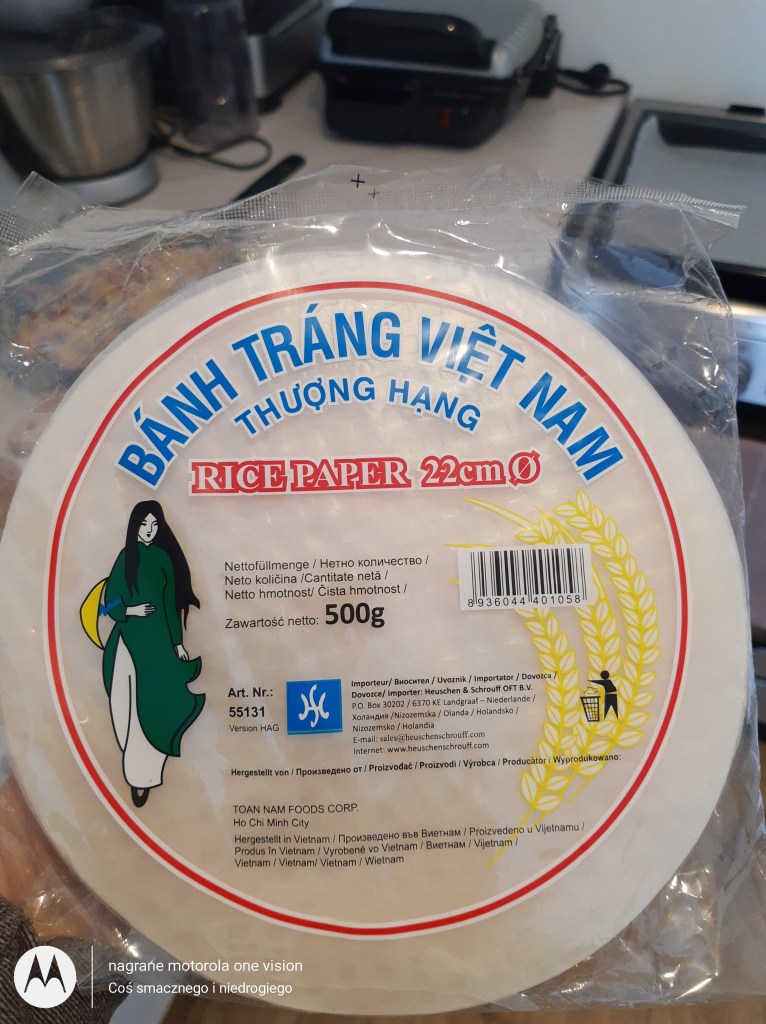 BÁNH TRÁNG VIỆT NAM
THƯỢNG HẠNG
RICE PAPER 22cm Ø
Nettofüllmenge / Нетно количество /
Neto količina /Cantitate netă /
Netto hmotnost/ Čista hmotnost /
Zawartość netto: 500g
8 936044 401058
Art. Nr.:
55131
Version HAG
Importeur/ Вносител / Uvoznik / Importator / Dovozca /
Dovozce/ Importer: Heuschen & Schrouff OFT B.V.
P.O. Box 30202 / 6370 KE Landgraaf – Niederlande /
Холандия /Nizozemska / Olanda / Holandsko /
Nizozemsko / Holandia
E-mail: sales@heuschenschrouff.com
Internet: www.heuschenschrouff.com
Hergestellt von / Произведено от / Proizvođač / Proizvodi / Výrobca / Producător / Wyprodukowano:
TOAN NAM FOODS CORP.
Ho Chi Minh City
Hergestellt in Vietnam / Произведено във Виетнам / Proizvedeno u Vijetnamu /
Produs în Vietnam / Vyrobené vo Vietnam / Виетнам / Vijetnam /
Vietnam / Vietnam/ Vietnam / Wietnam
nagrańe motorola one vision
Coś smacznego i niedrogiego